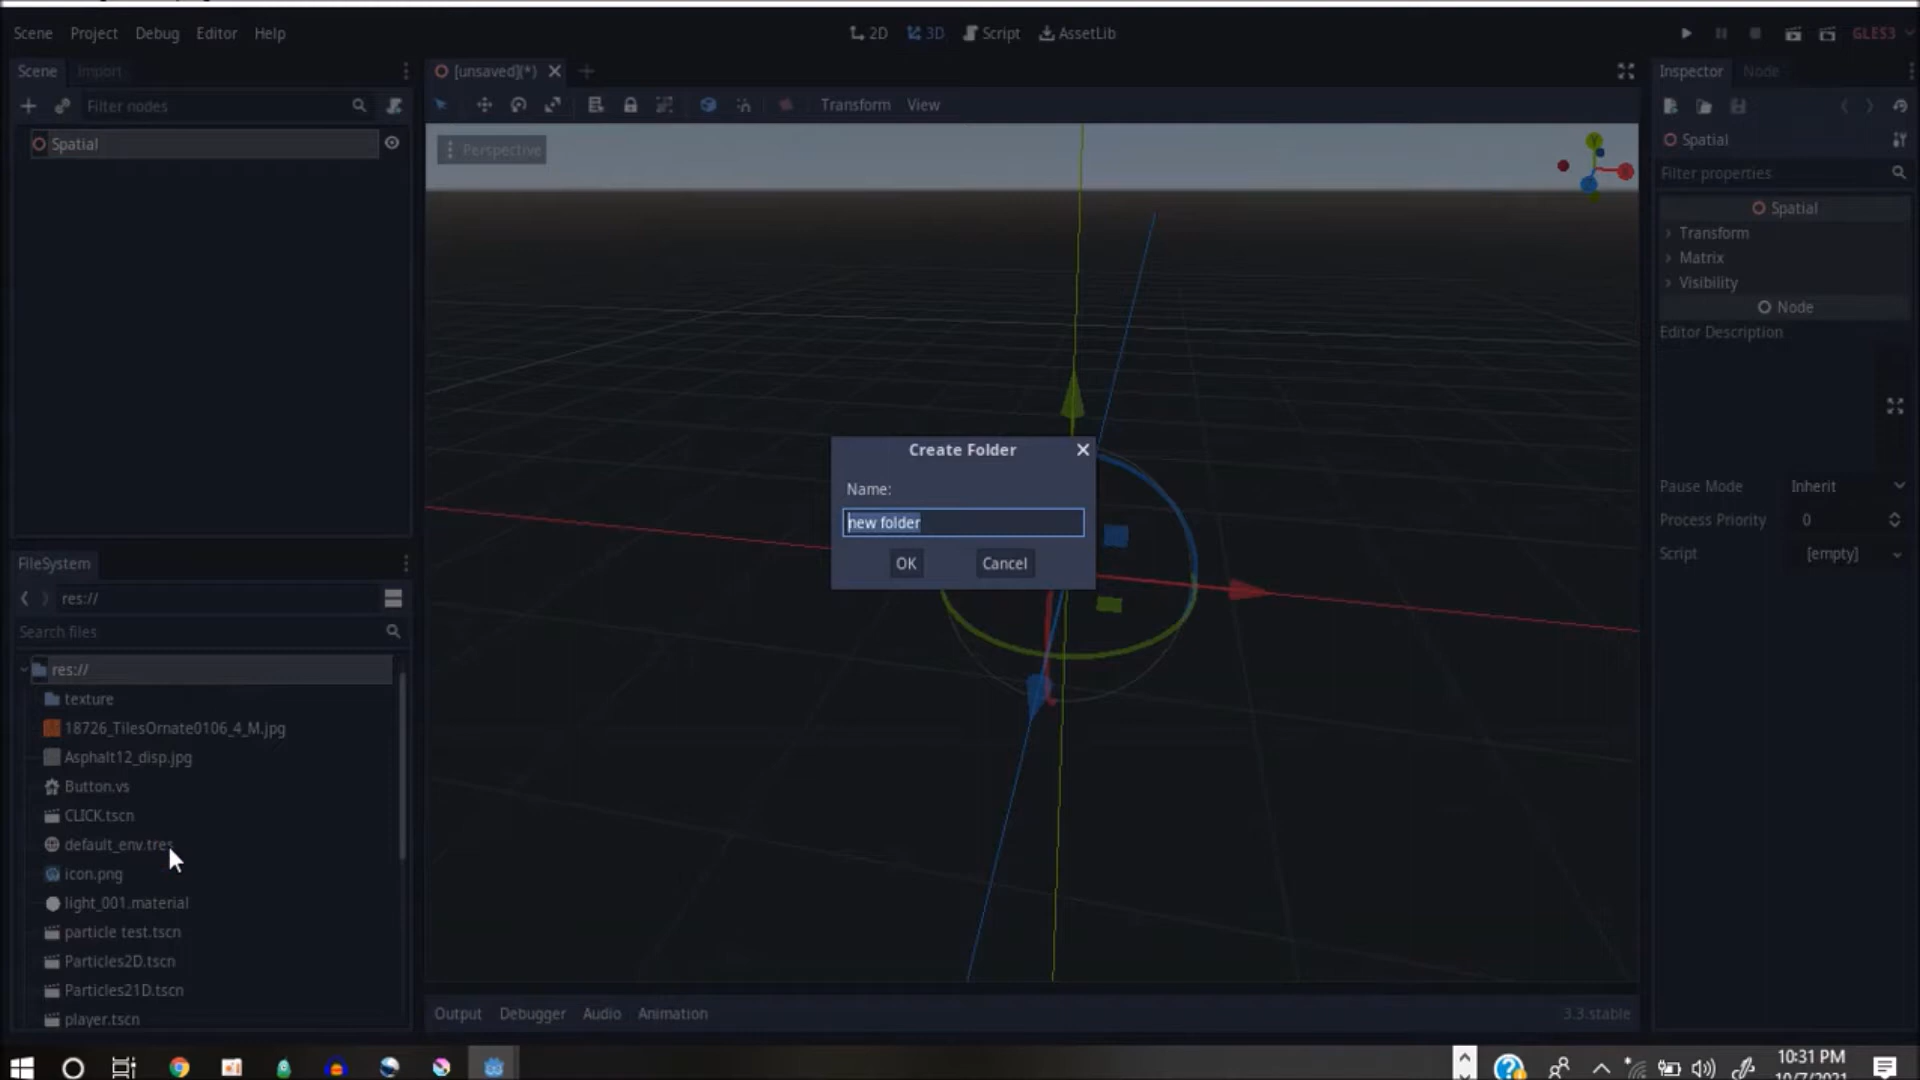 Scene Project Debug Editor Help
2D 3D Script AssetLib
GLES3
Scene Import
[unsaved](*)
Inspector Node
Filter nodes
Transform View
Spatial
Perspective
Spatial
Filter properties
Spatial
Transform
Matrix
Visibility
Node
Editor Description
Pause Mode Inherit
Process Priority 0
Script [empty]
Create Folder
Name:
new folder
OK Cancel
FileSystem
res://
Search files
res://
texture
18726_TilesOrnate0106_4_M.jpg
Asphalt12_disp.jpg
Button.vs
CLICK.tscn
default_env.tres
icon.png
light_001.material
particle test.tscn
Particles2D.tscn
Particles21D.tscn
player.tscn
Output Debugger Audio Animation
3.3.stable
10:31 PM
10/7/2021